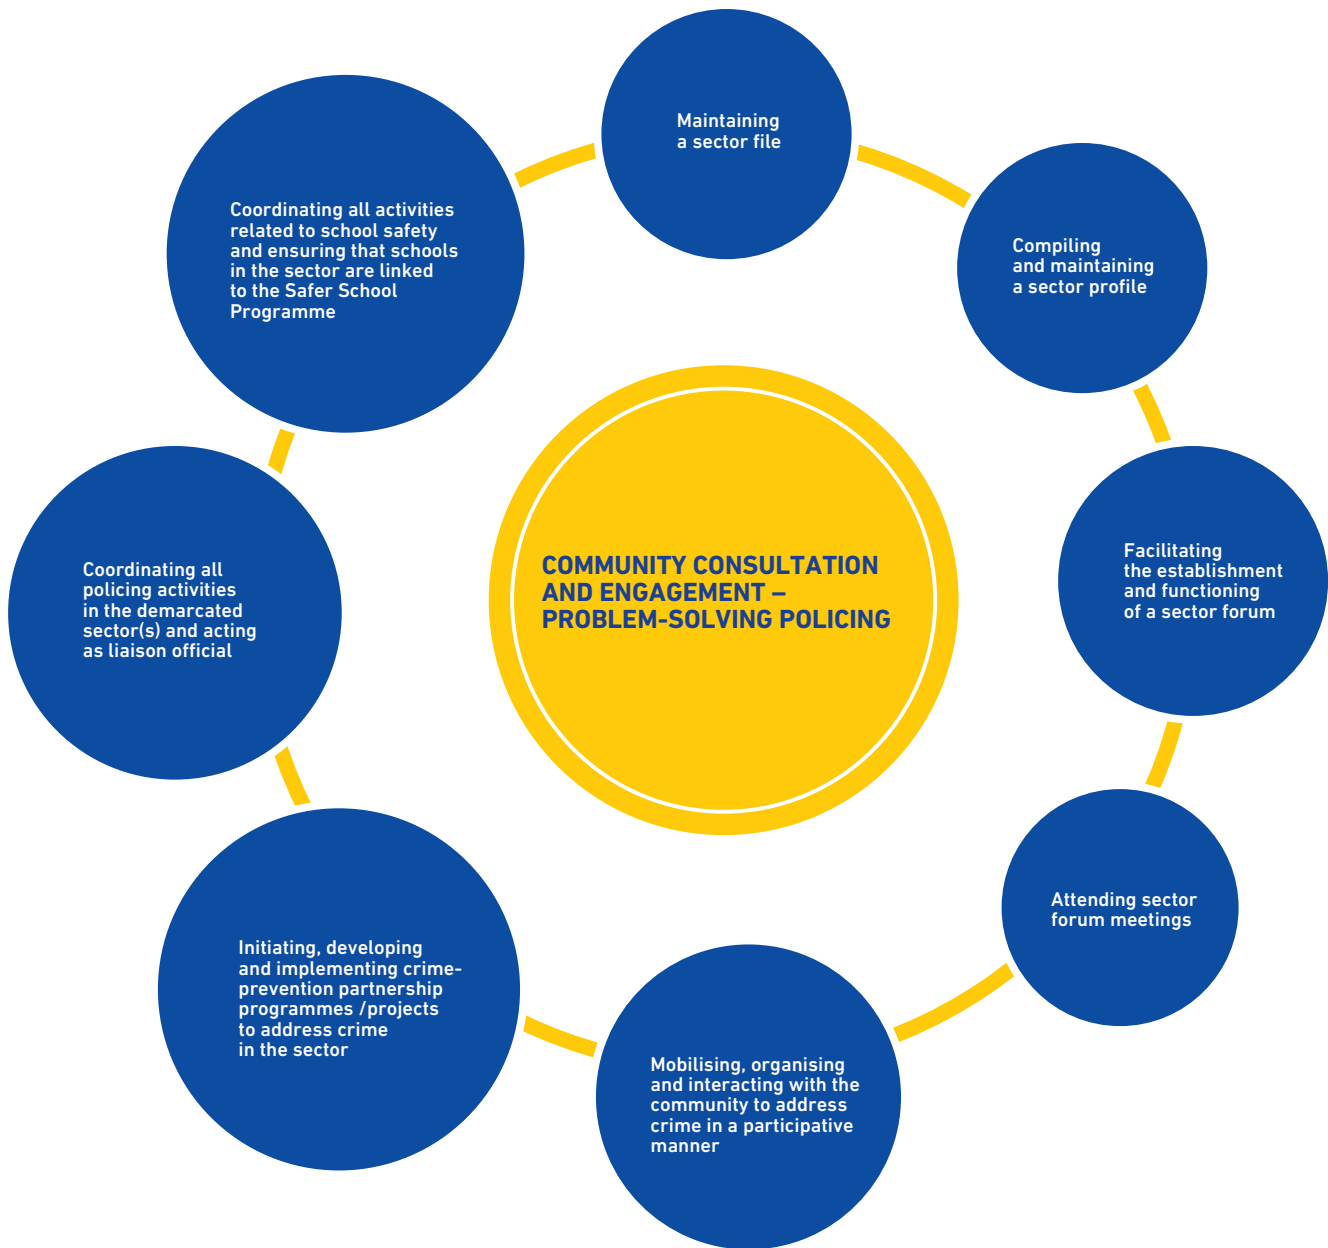 Maintaining
a sector file
Compiling
and maintaining
a sector profile
Facilitating
the establishment
and functioning
of a sector forum
Attending sector
forum meetings
Mobilising, organising
and interacting with the
community to address
crime in a participative
manner
Initiating, developing
and implementing crime-
prevention partnership
programmes /projects
to address crime
in the sector
Coordinating all
policing activities
in the demarcated
sector(s) and acting
as liaison official
Coordinating all activities
related to school safety
and ensuring that schools
in the sector are linked
to the Safer School
Programme
COMMUNITY CONSULTATION
AND ENGAGEMENT –
PROBLEM-SOLVING POLICING